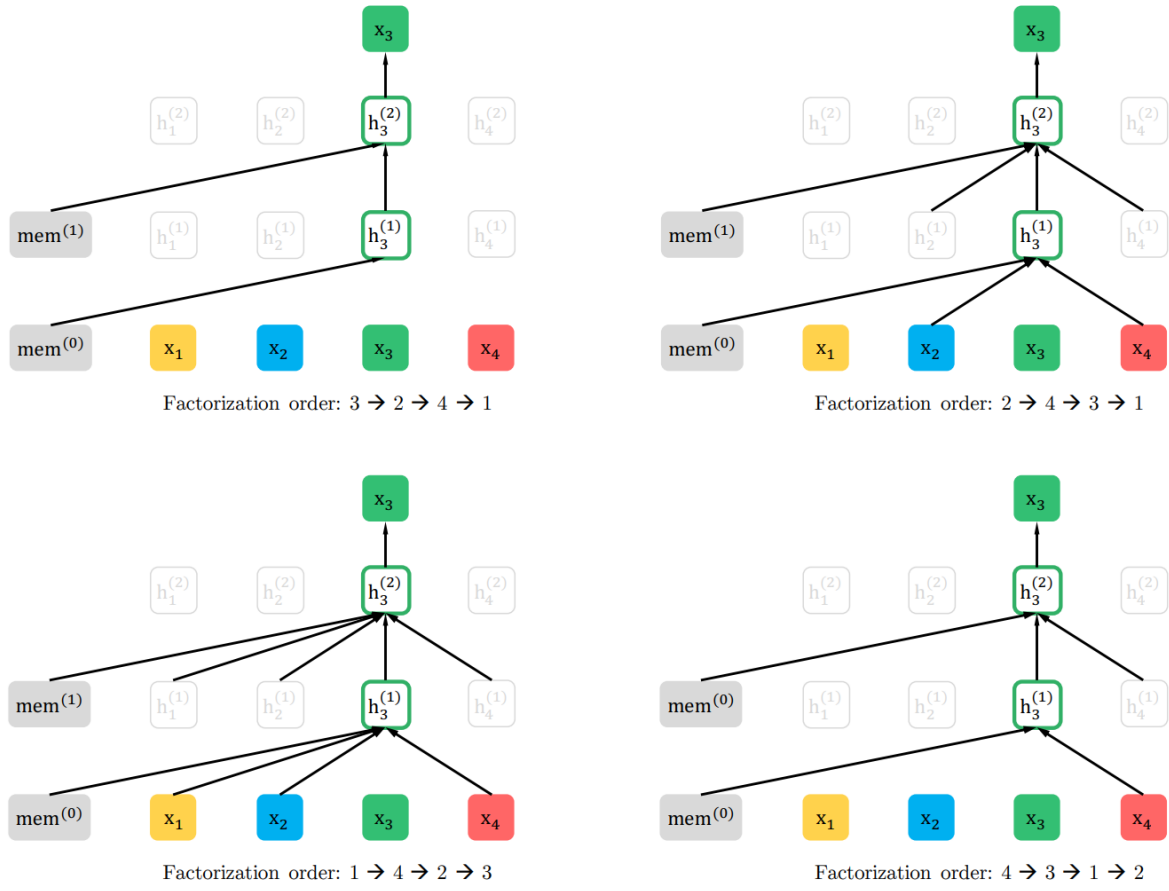 x₃ x₃
h₁⁽²⁾ h₂⁽²⁾ h₃⁽²⁾ h₄⁽²⁾ h₁⁽²⁾ h₂⁽²⁾ h₃⁽²⁾ h₄⁽²⁾
mem⁽¹⁾ h₁⁽¹⁾ h₂⁽¹⁾ h₃⁽¹⁾ h₄⁽¹⁾ mem⁽¹⁾ h₁⁽¹⁾ h₂⁽¹⁾ h₃⁽¹⁾ h₄⁽¹⁾
mem⁽⁰⁾ x₁ x₂ x₃ x₄ mem⁽⁰⁾ x₁ x₂ x₃ x₄
Factorization order: 3 → 2 → 4 → 1 Factorization order: 2 → 4 → 3 → 1
x₃ x₃
h₁⁽²⁾ h₂⁽²⁾ h₃⁽²⁾ h₄⁽²⁾ h₁⁽²⁾ h₂⁽²⁾ h₃⁽²⁾ h₄⁽²⁾
mem⁽¹⁾ h₁⁽¹⁾ h₂⁽¹⁾ h₃⁽¹⁾ h₄⁽¹⁾ mem⁽⁰⁾ h₁⁽¹⁾ h₂⁽¹⁾ h₃⁽¹⁾ h₄⁽¹⁾
mem⁽⁰⁾ x₁ x₂ x₃ x₄ mem⁽⁰⁾ x₁ x₂ x₃ x₄
Factorization order: 1 → 4 → 2 → 3 Factorization order: 4 → 3 → 1 → 2